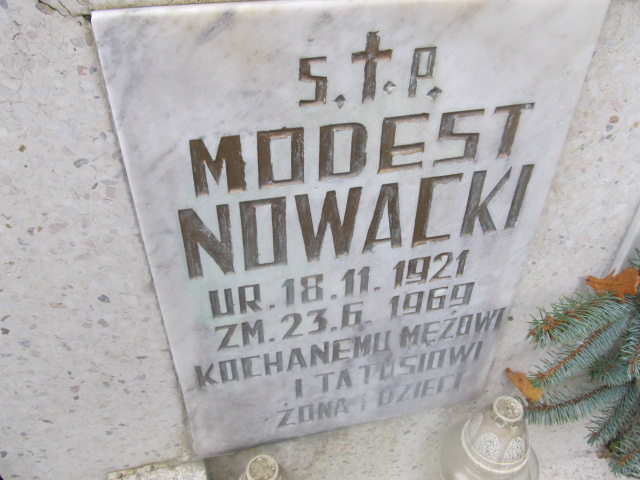 S. † P.
MODEST
NOWACKI
UR. 18. 11. 1921
ZM. 23. 6. 1969
KOCHANEMU MĘŻOWI
I TATUSIOWI
ŻONA I DZIECI